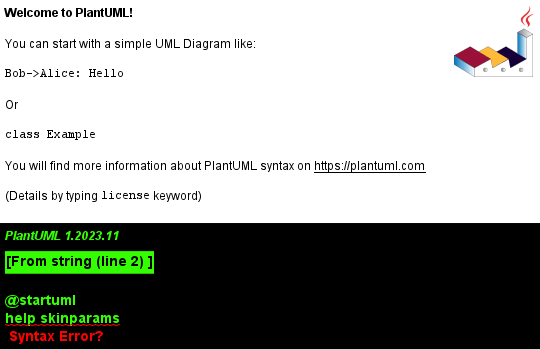 Welcome to PlantUML!
You can start with a simple UML Diagram like:
Bob->Alice: Hello
Or
class Example
You will find more information about PlantUML syntax on https://plantuml.com
(Details by typing license keyword)
PlantUML 1.2023.11
[From string (line 2) ]
@startuml
help skinparams
Syntax Error?